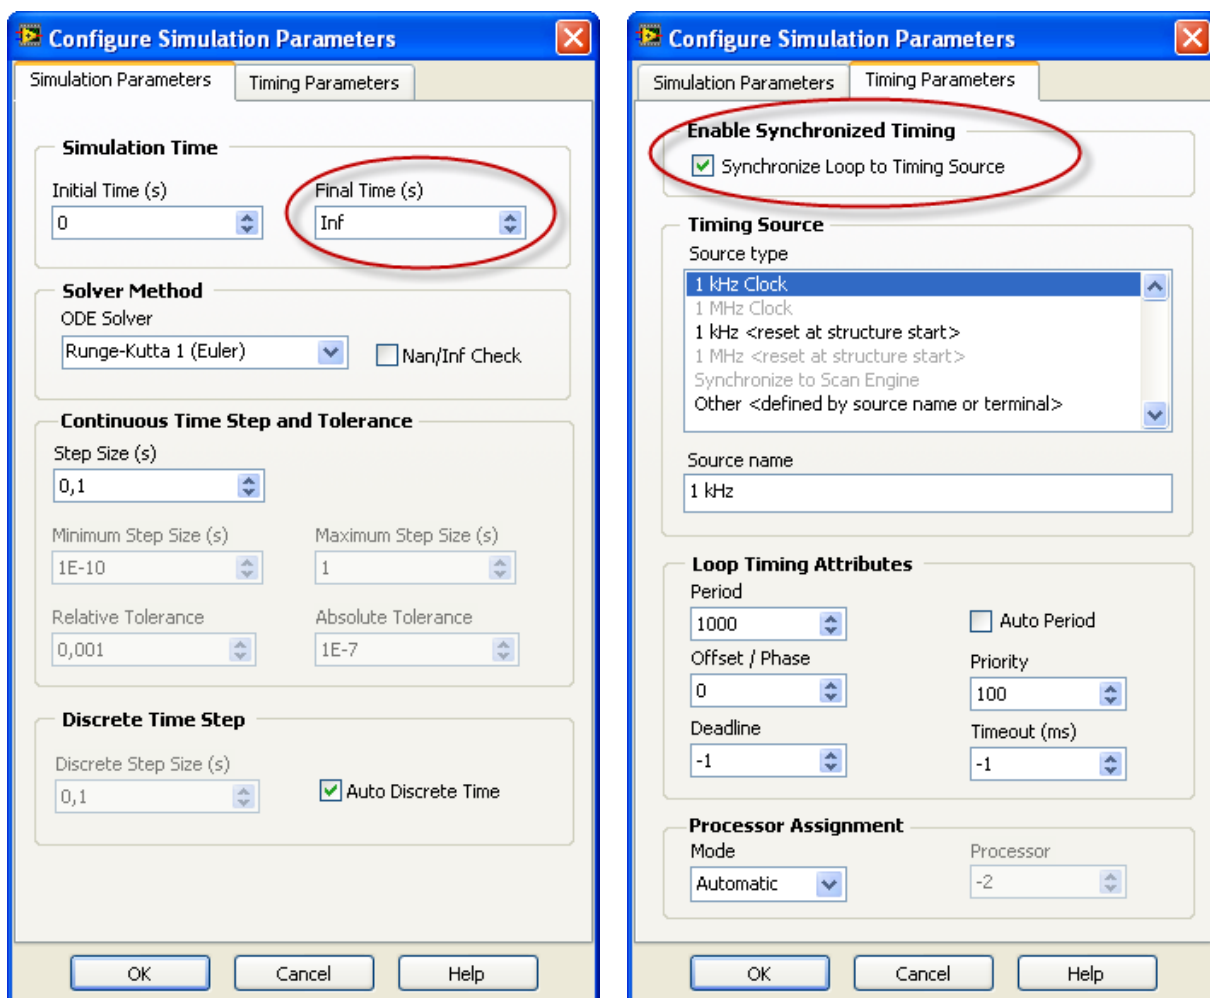 Configure Simulation Parameters
Simulation Parameters
Timing Parameters
Simulation Time
Initial Time (s)
Final Time (s)
0
Inf
Solver Method
ODE Solver
Runge-Kutta 1 (Euler)
Nan/Inf Check
Continuous Time Step and Tolerance
Step Size (s)
0,1
Minimum Step Size (s)
Maximum Step Size (s)
1E-10
1
Relative Tolerance
Absolute Tolerance
0,001
1E-7
Discrete Time Step
Discrete Step Size (s)
0,1
Auto Discrete Time
OK
Cancel
Help
Configure Simulation Parameters
Simulation Parameters
Timing Parameters
Enable Synchronized Timing
Synchronize Loop to Timing Source
Timing Source
Source type
1 kHz Clock
1 MHz Clock
1 kHz <reset at structure start>
1 MHz <reset at structure start>
Synchronize to Scan Engine
Other <defined by source name or terminal>
Source name
1 kHz
Loop Timing Attributes
Period
1000
Auto Period
Offset / Phase
Priority
0
100
Deadline
Timeout (ms)
-1
-1
Processor Assignment
Mode
Processor
Automatic
-2
OK
Cancel
Help